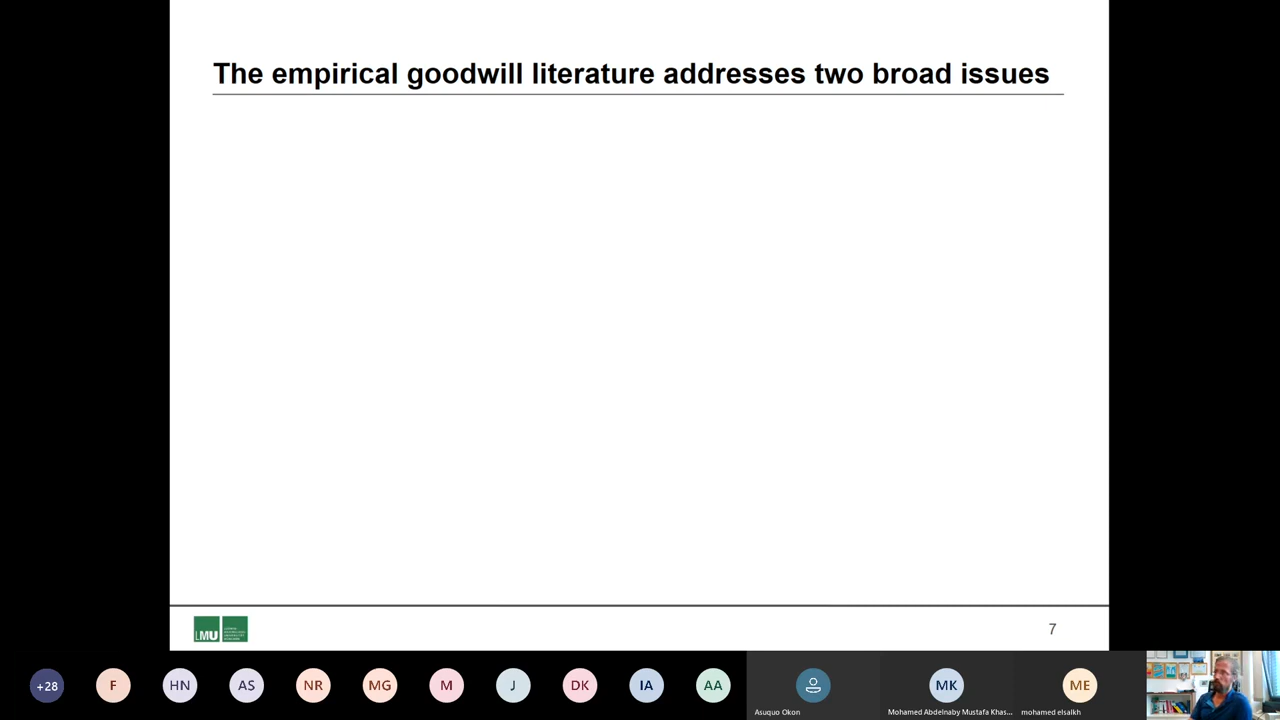 The empirical goodwill literature addresses two broad issues
LMU
7
+28
F
HN
AS
NR
MG
M
J
DK
IA
AA
Asuquo Okon
MK
Mohamed Abdelnaby Mustafa Khas...
ME
mohamed elsalkh